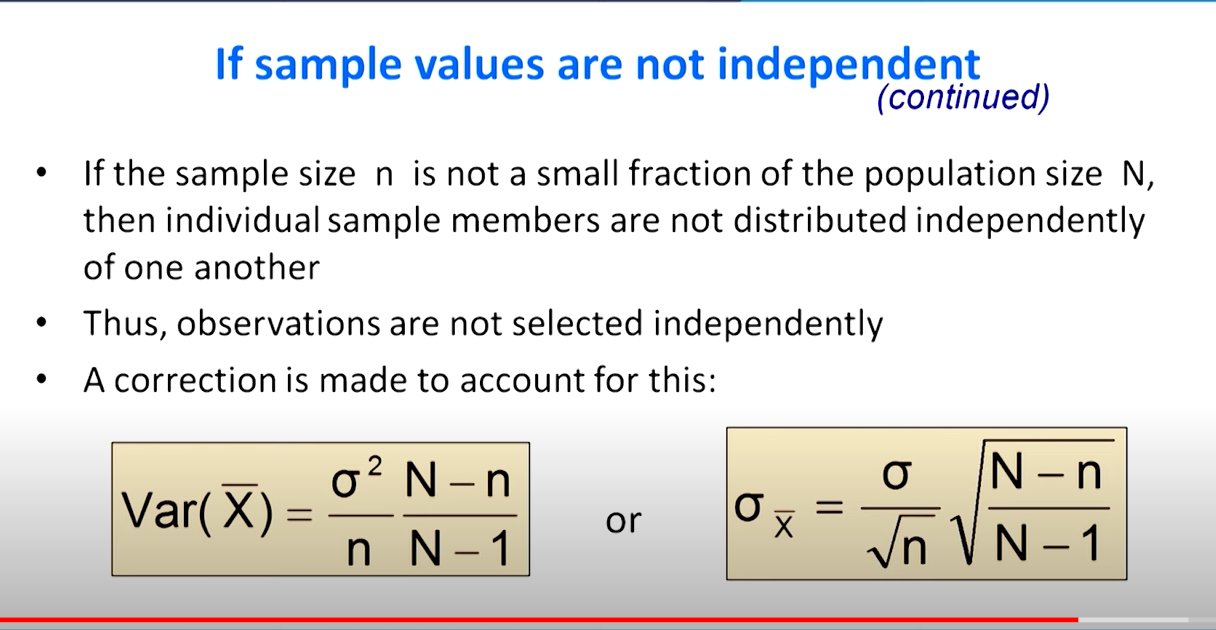 If sample values are not independent
(continued)
• If the sample size n is not a small fraction of the population size N,
then individual sample members are not distributed independently
of one another
• Thus, observations are not selected independently
• A correction is made to account for this:
Var(X̅) = σ²/n (N – n)/(N – 1) or σ_X̅ = σ/√n √((N – n)/(N – 1))